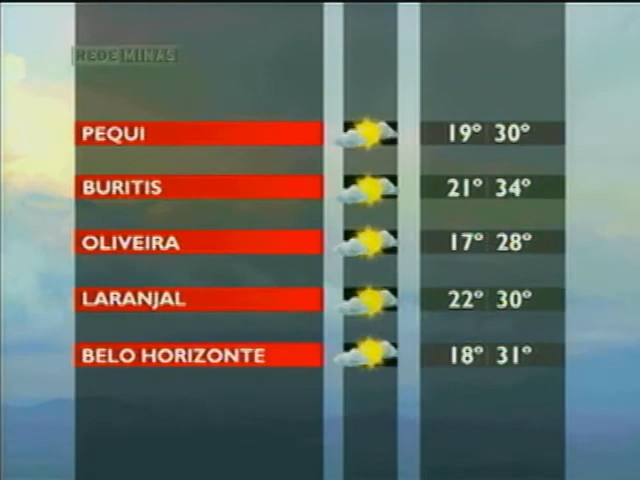 REDE MINAS
PEQUI 19° 30°
BURITIS 21° 34°
OLIVEIRA 17° 28°
LARANJAL 22° 30°
BELO HORIZONTE 18° 31°